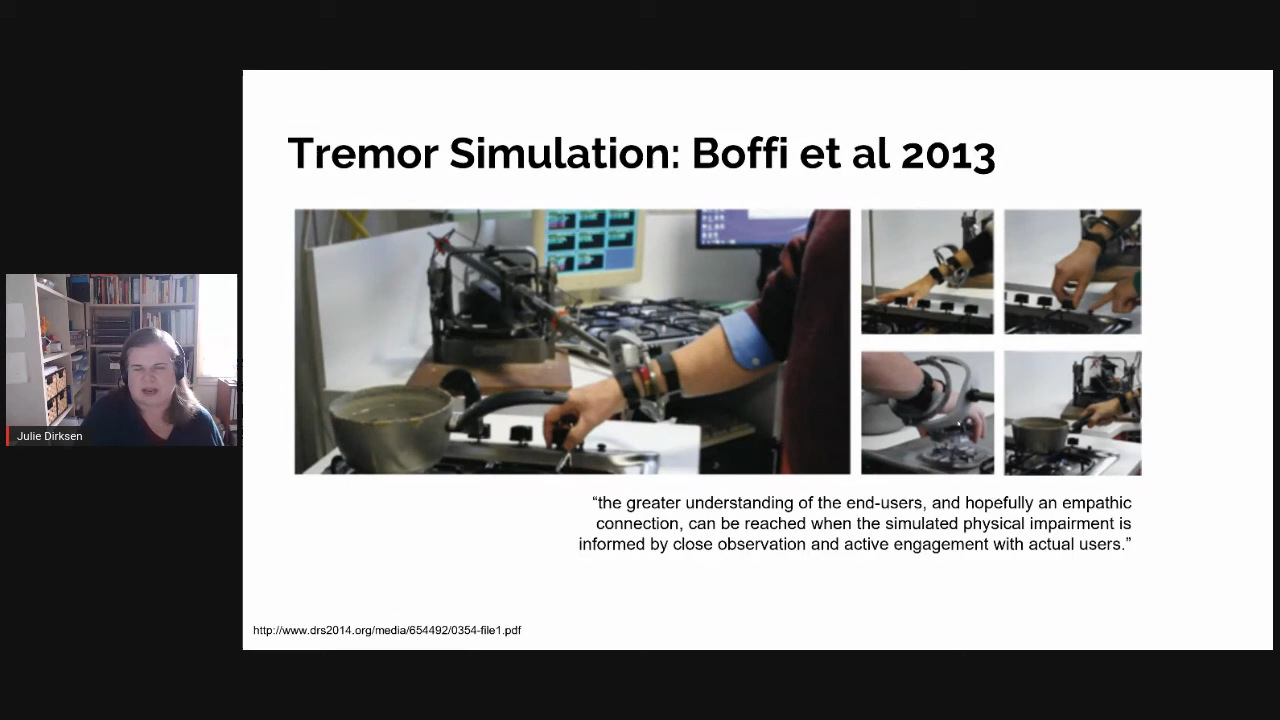 Tremor Simulation: Boffi et al 2013
Julie Dirksen
“the greater understanding of the end-users, and hopefully an empathic
connection, can be reached when the simulated physical impairment is
informed by close observation and active engagement with actual users.”
http://www.drs2014.org/media/654492/0354-file1.pdf